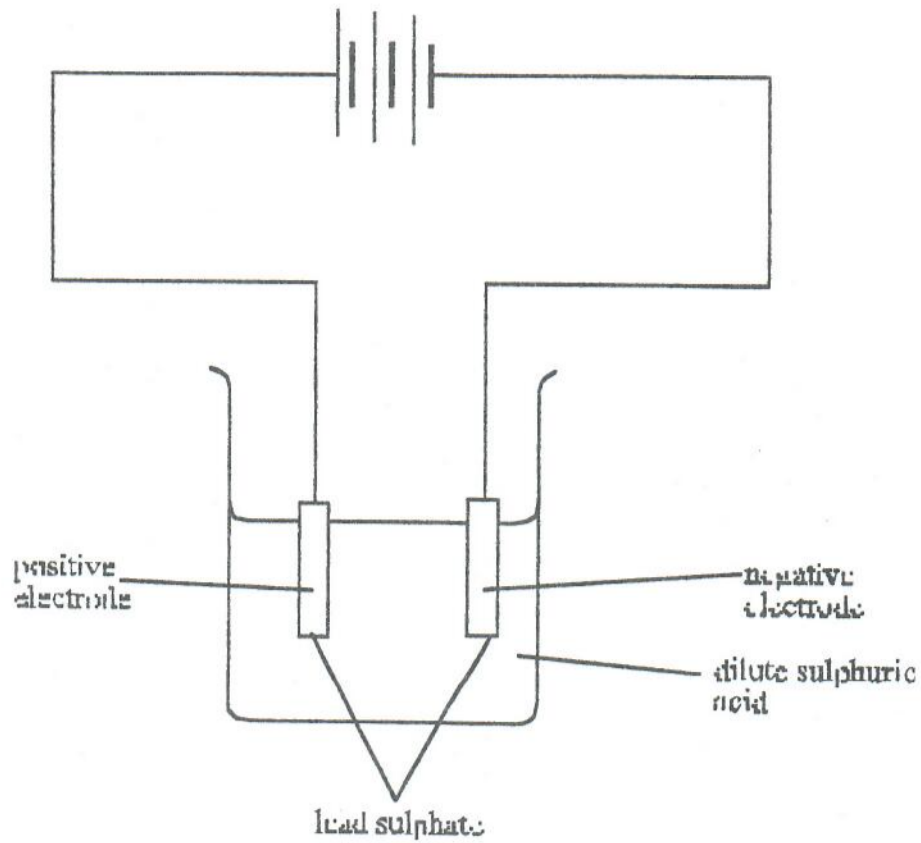 positive
electrode
negative
electrode
dilute sulphuric
acid
lead sulphate